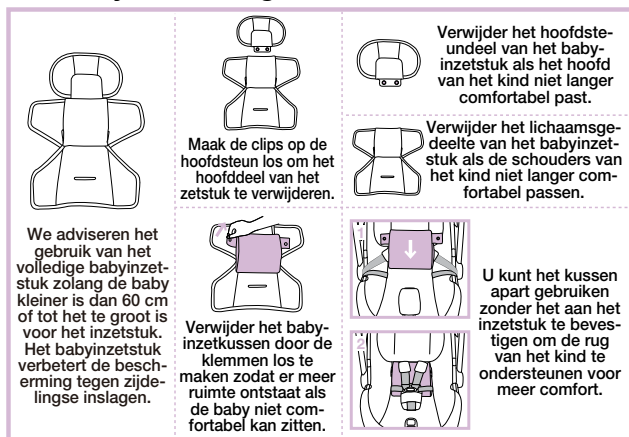 We adviseren het
gebruik van het
volledige babyinzet-
stuk zolang de baby
kleiner is dan 60 cm
of tot het te groot is
voor het inzetstuk.
Het babyinzetstuk
verbetert de besch-
erming tegen zijde-
lingse inslagen.
Maak de clips op de
hoofdsteun los om het
hoofddeel van het
zetstuk te verwijderen.
Verwijder het baby-
inzetkussen door de
klemmen los te
maken zodat er meer
ruimte ontstaat als
de baby niet com-
fortabel kan zitten.
Verwijder het hoofdste-
undeel van het baby-
inzetstuk als het hoofd
van het kind niet langer
comfortabel past.
Verwijder het lichaamsge-
deelte van het babyinzet-
stuk als de schouders van
het kind niet langer com-
fortabel passen.
1
2
U kunt het kussen
apart gebruiken
zonder het aan het
inzetstuk te beves-
tigen om de rug
van het kind te
ondersteunen voor
meer comfort.